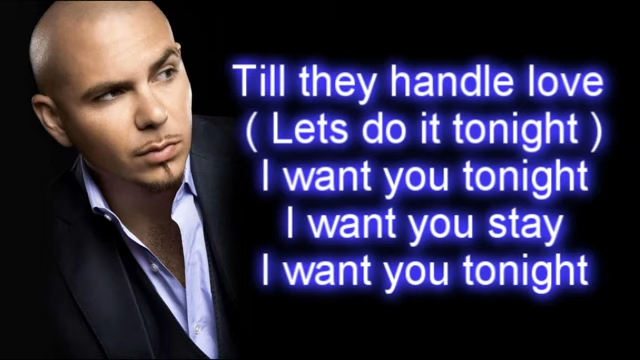 Till they handle love
( Lets do it tonight )
I want you tonight
I want you stay
I want you tonight